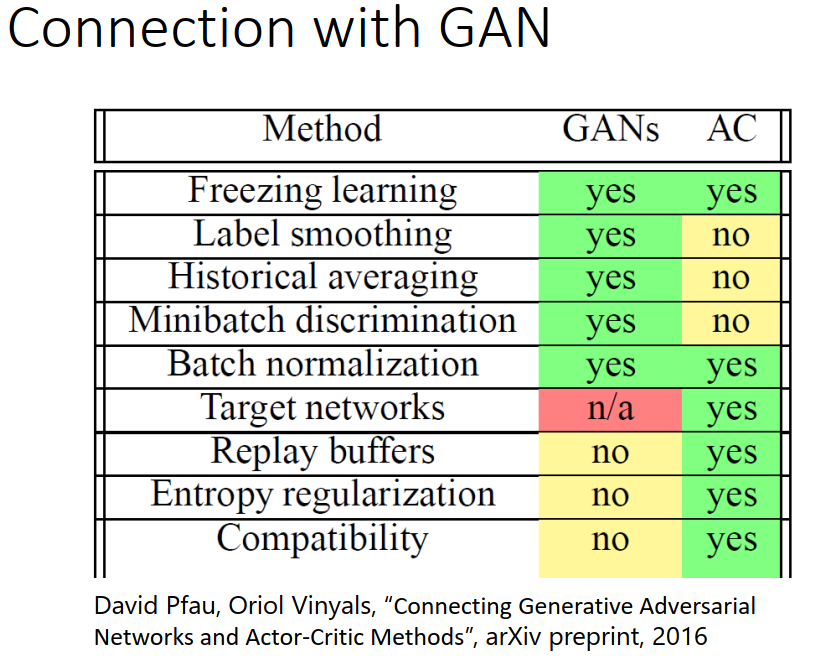 Connection with GAN
Method GANs AC
Freezing learning yes yes
Label smoothing yes no
Historical averaging yes no
Minibatch discrimination yes no
Batch normalization yes yes
Target networks n/a yes
Replay buffers no yes
Entropy regularization no yes
Compatibility no yes
David Pfau, Oriol Vinyals, “Connecting Generative Adversarial
Networks and Actor-Critic Methods”, arXiv preprint, 2016